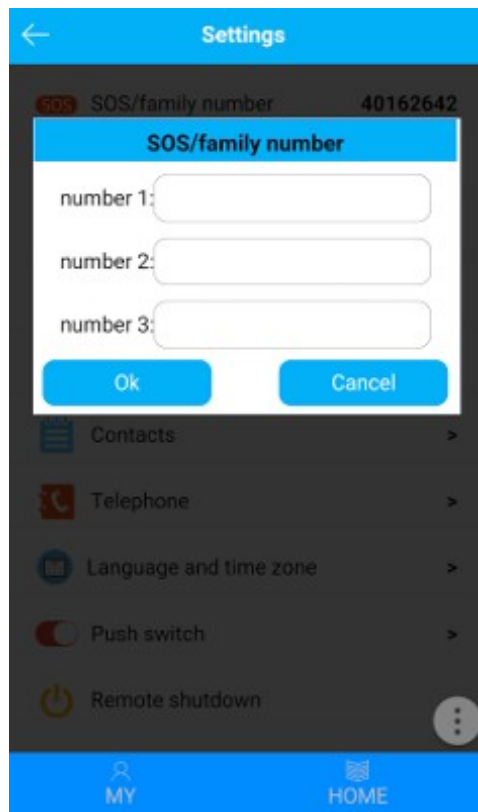 Settings
SOS SOS/family number 40162642
SOS/family number
number 1:
number 2:
number 3:
Ok Cancel
Contacts >
Telephone >
Language and time zone >
Push switch >
Remote shutdown
MY HOME